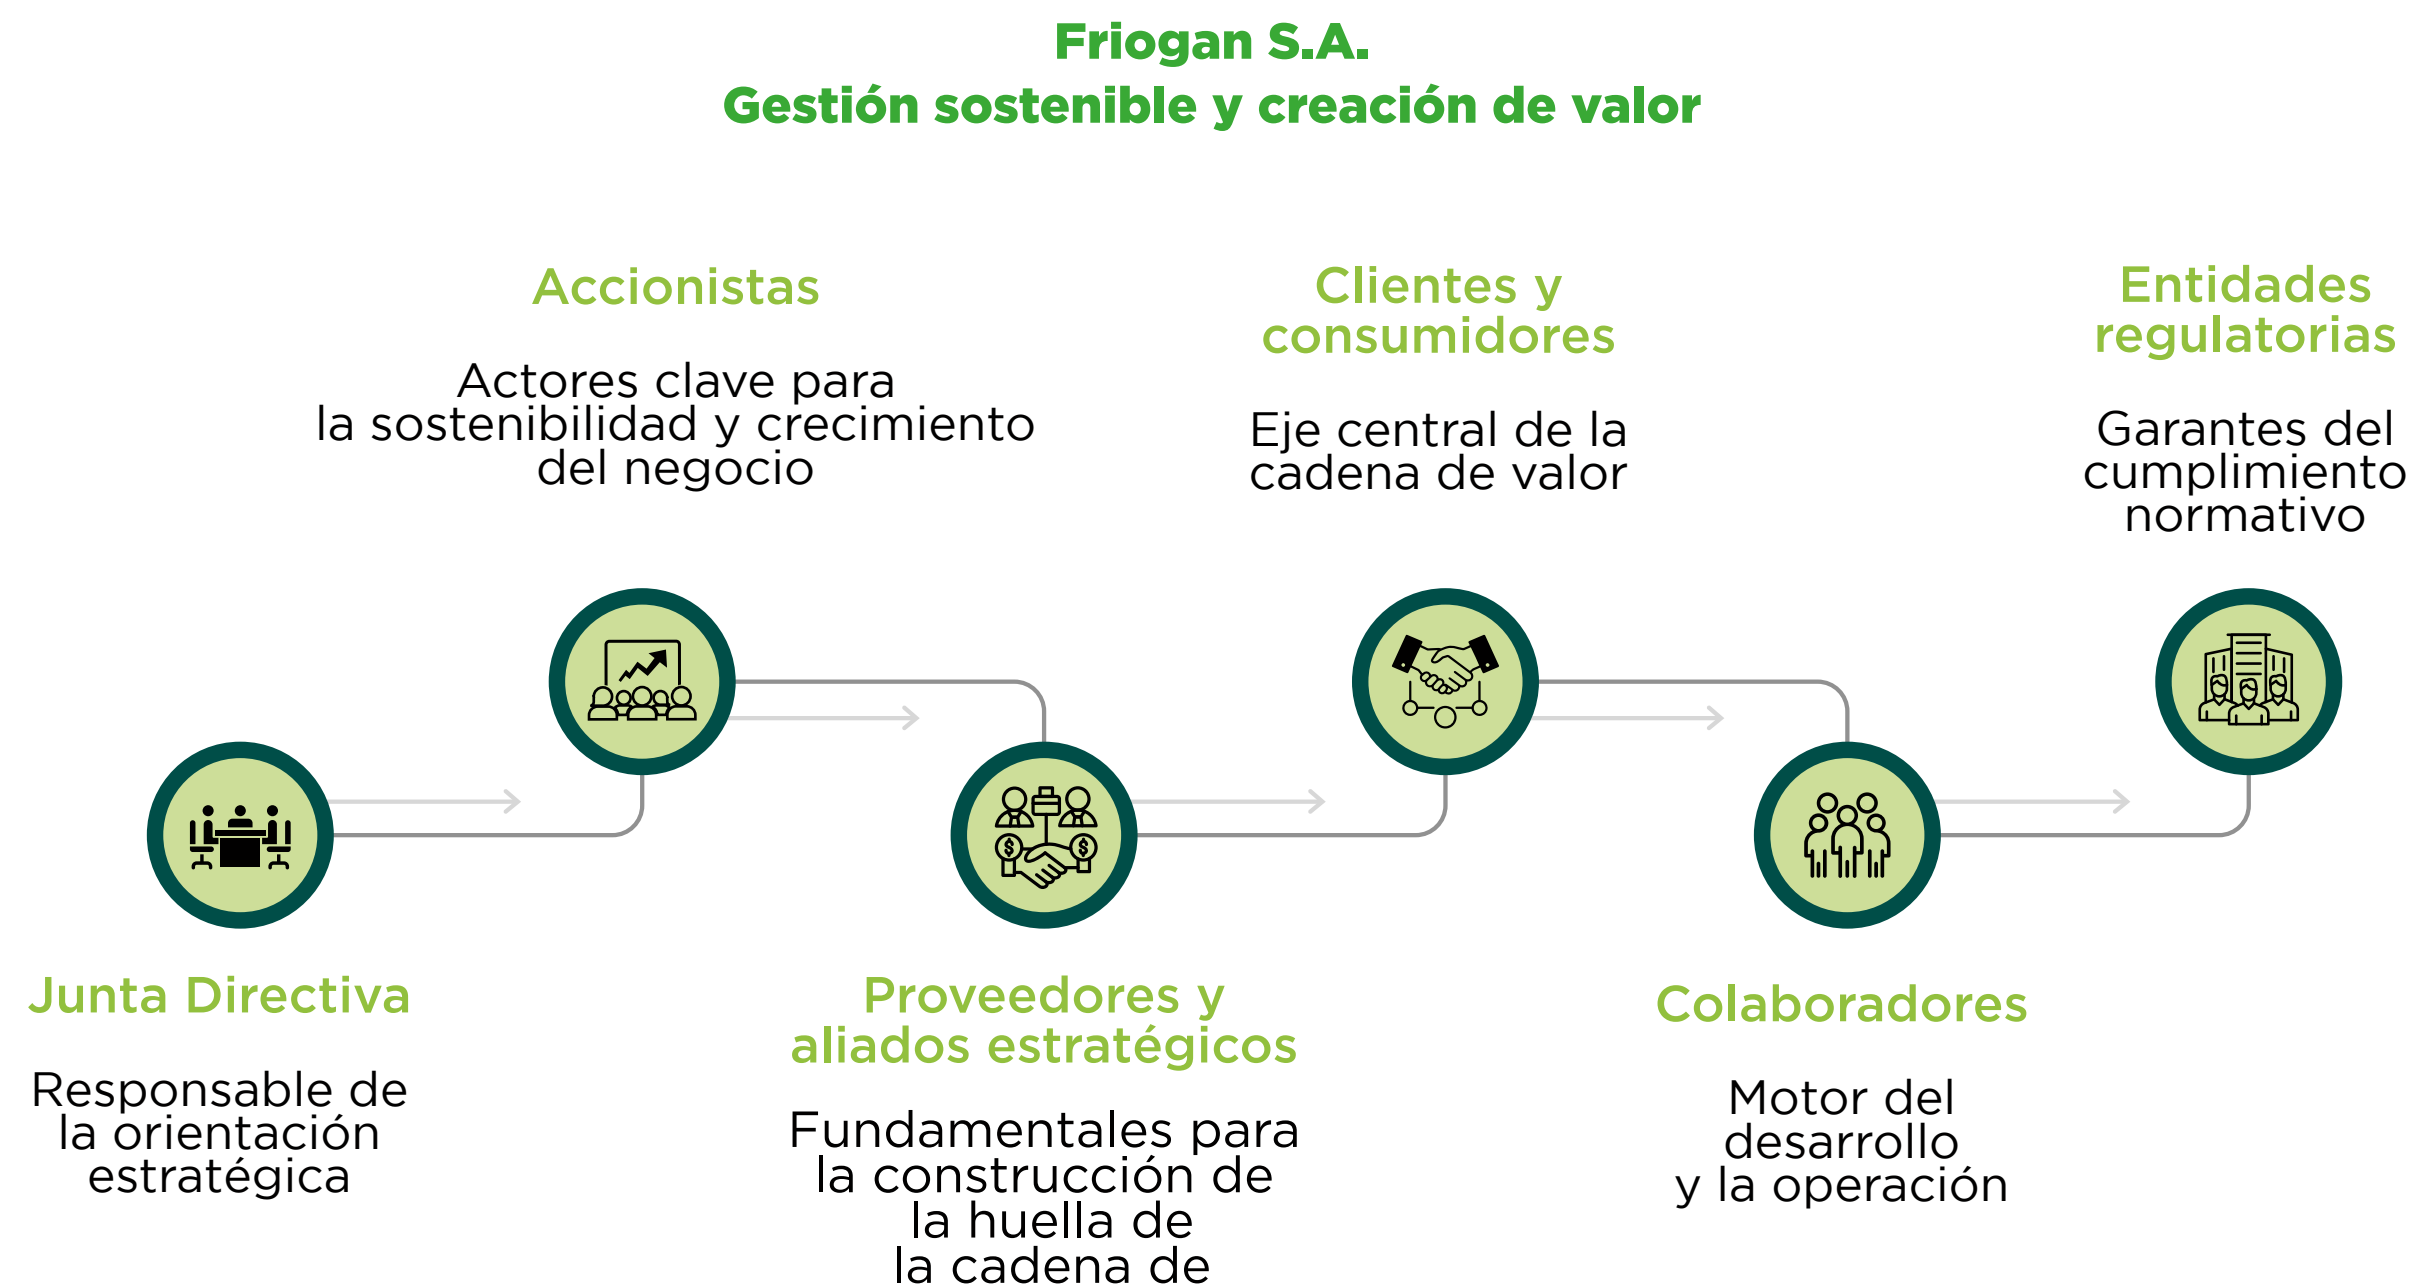 Friogan S.A.
Gestión sostenible y creación de valor
Accionistas
Actores clave para
la sostenibilidad y crecimiento
del negocio
Clientes y
consumidores
Eje central de la
cadena de valor
Entidades
regulatorias
Garantes del
cumplimiento
normativo
Junta Directiva
Responsable de
la orientación
estratégica
Proveedores y
aliados estratégicos
Fundamentales para
la construcción de
la huella de
la cadena de
Colaboradores
Motor del
desarrollo
y la operación